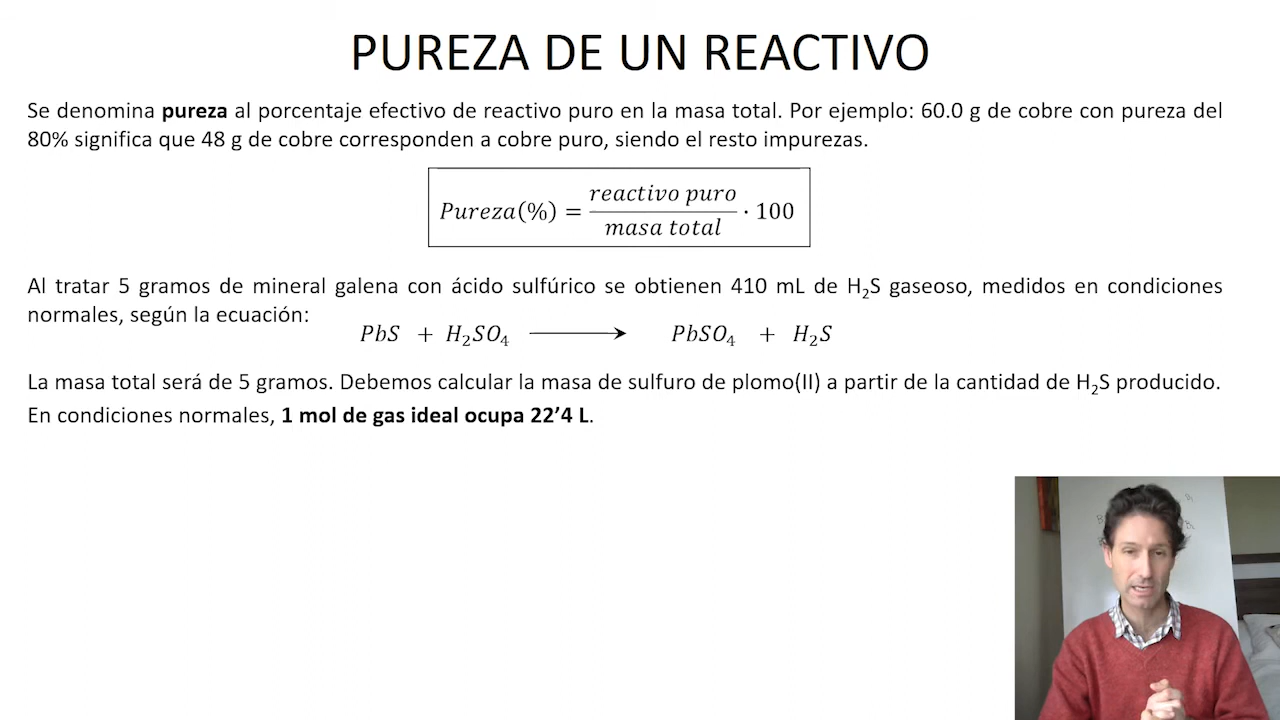 PUREZA DE UN REACTIVO
Se denomina pureza al porcentaje efectivo de reactivo puro en la masa total. Por ejemplo: 60.0 g de cobre con pureza del
80% significa que 48 g de cobre corresponden a cobre puro, siendo el resto impurezas.
Pureza(%) = reactivo puro / masa total · 100
Al tratar 5 gramos de mineral galena con ácido sulfúrico se obtienen 410 mL de H₂S gaseoso, medidos en condiciones
normales, según la ecuación:
PbS + H₂SO₄ ⟶ PbSO₄ + H₂S
La masa total será de 5 gramos. Debemos calcular la masa de sulfuro de plomo(II) a partir de la cantidad de H₂S producido.
En condiciones normales, 1 mol de gas ideal ocupa 22’4 L.